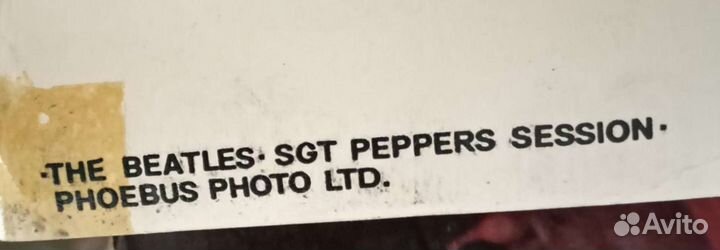 ·THE BEATLES· SGT PEPPERS SESSION·
PHOEBUS PHOTO LTD.
Avito